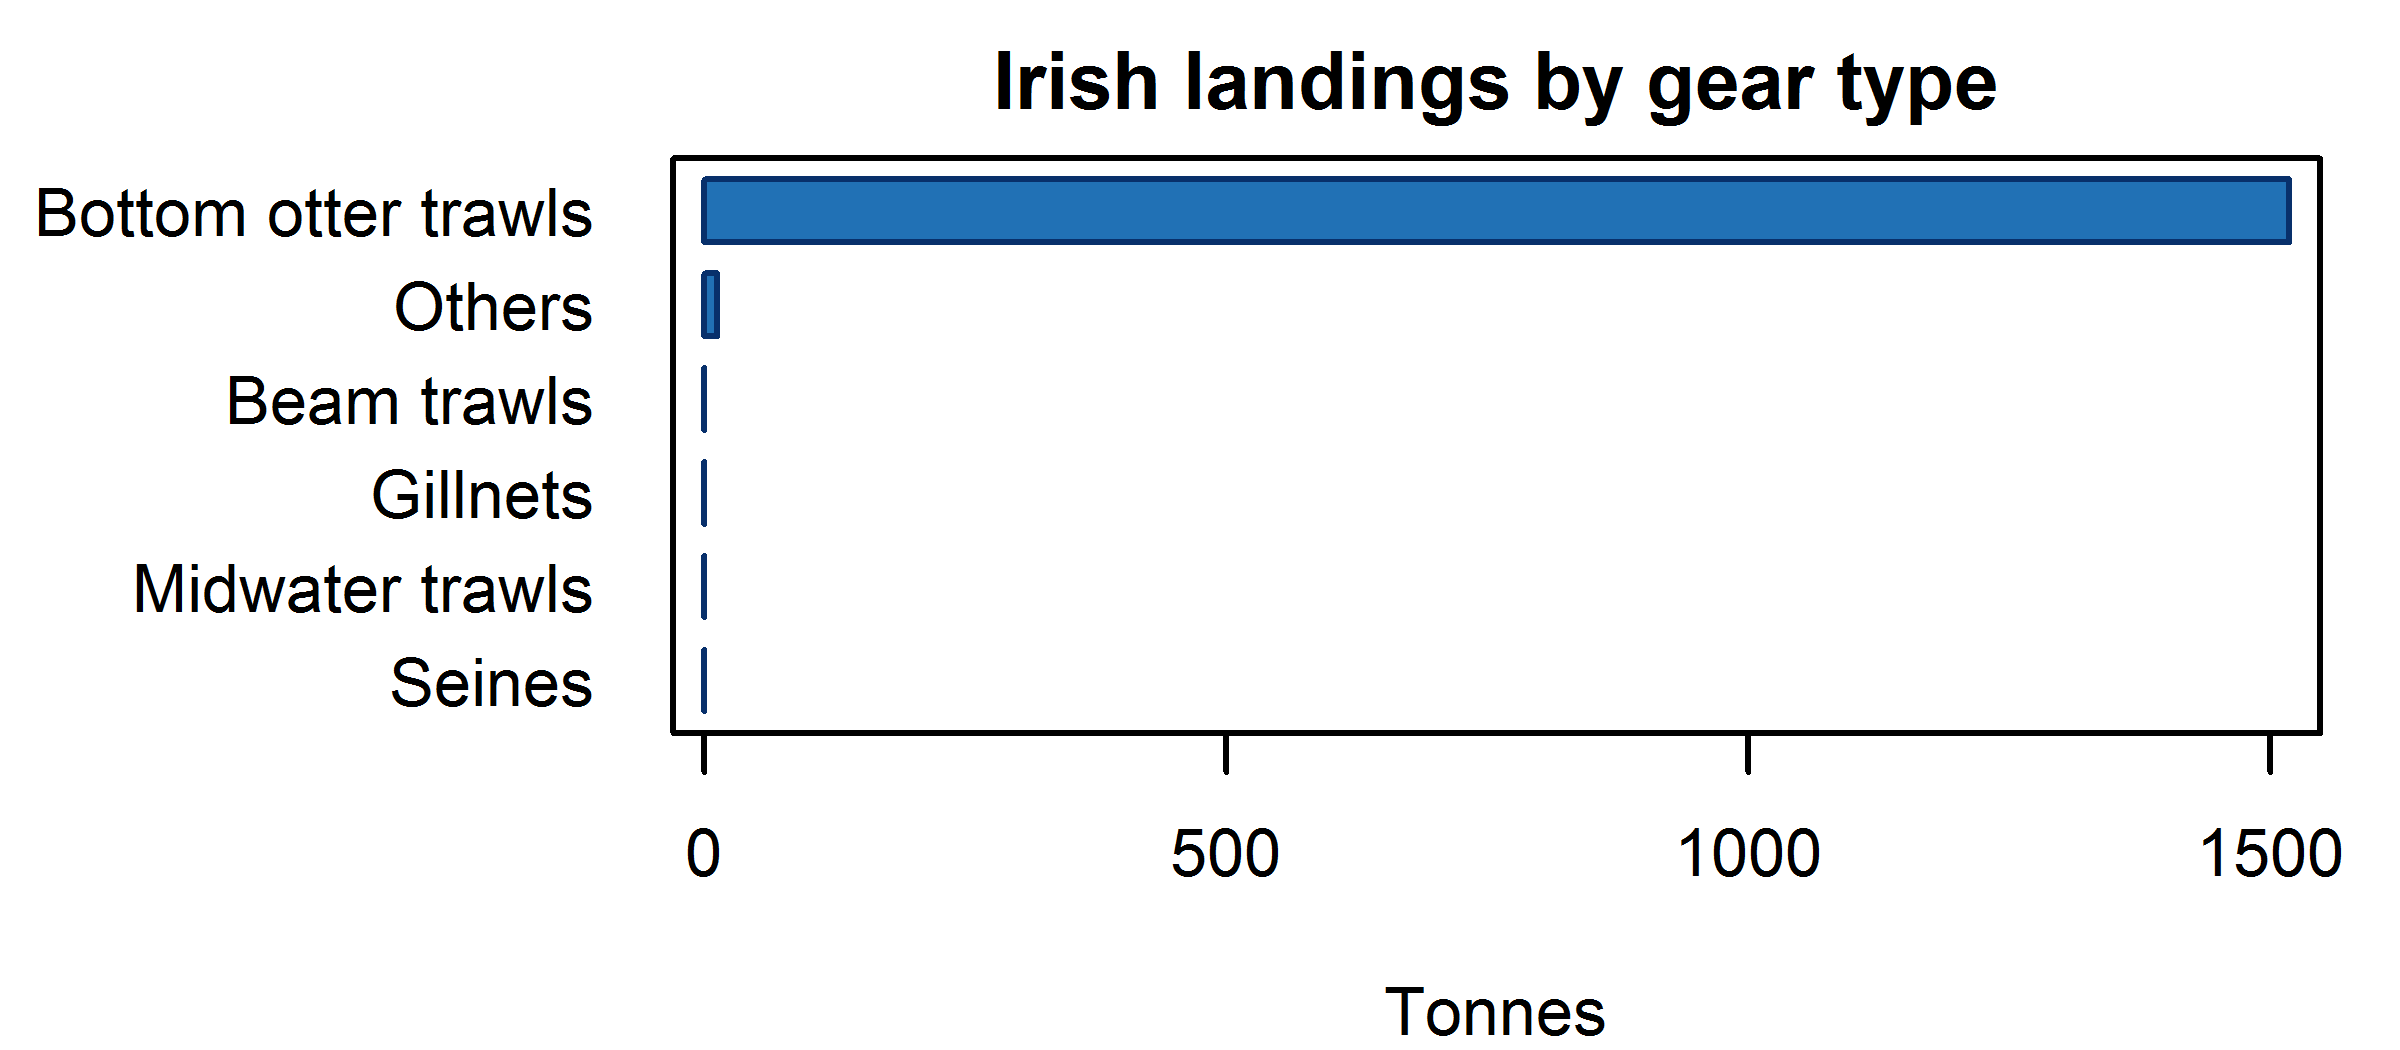 Irish landings by gear type
Bottom otter trawls
Others
Beam trawls
Gillnets
Midwater trawls
Seines
0 500 1000 1500
Tonnes